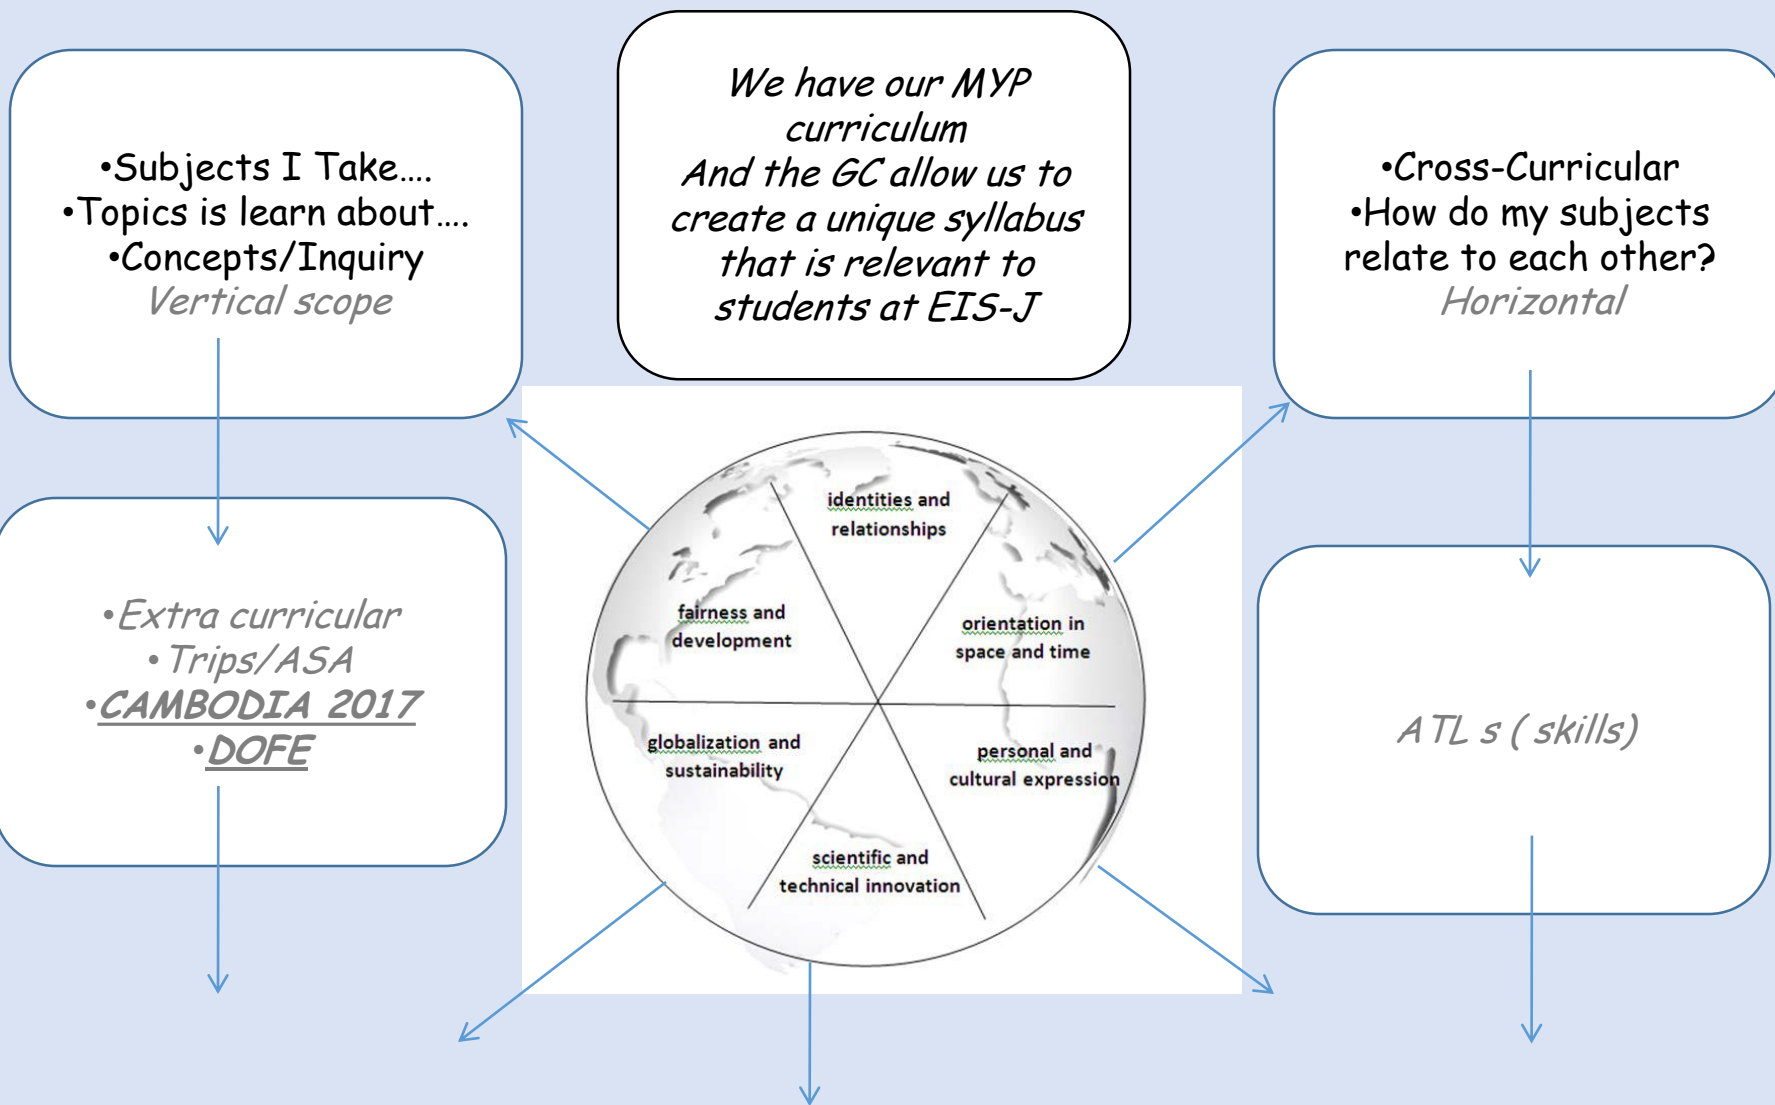 We have our MYP
curriculum
And the GC allow us to
create a unique syllabus
that is relevant to
students at EIS-J
•Subjects I Take....
•Topics is learn about....
•Concepts/Inquiry
Vertical scope
•Cross-Curricular
•How do my subjects
relate to each other?
Horizontal
•Extra curricular
•Trips/ASA
•CAMBODIA 2017
•DOFE
identities and
relationships
fairness and
development
orientation in
space and time
globalization and
sustainability
personal and
cultural expression
scientific and
technical innovation
ATL s ( skills)